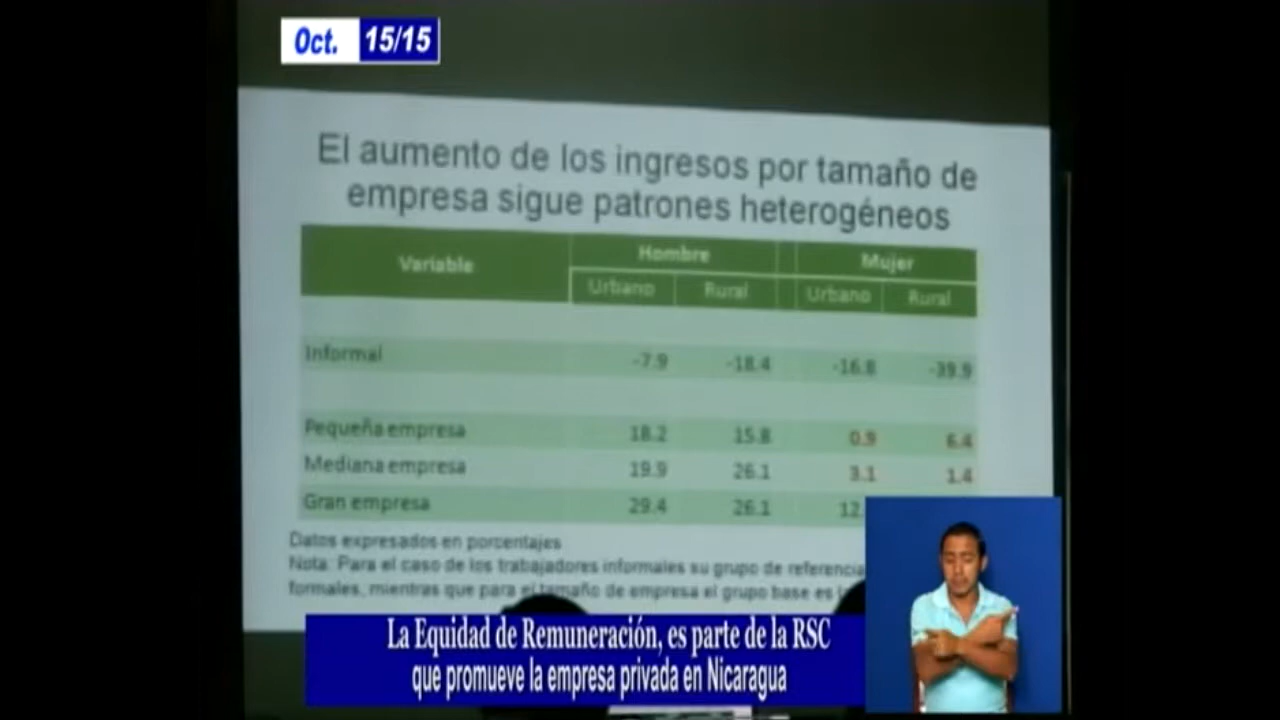 Oct. 15/15
El aumento de los ingresos por tamaño de
empresa sigue patrones heterogéneos
Variable Hombre Mujer
Urbano Rural Urbano Rural
Informal -7.9 -18.4 -16.8 -39.9
Pequeña empresa 18.2 15.8 0.9 6.4
Mediana empresa 19.9 26.1 3.1 1.4
Gran empresa 29.4 26.1 12.
Datos expresados en porcentajes
Nota: Para el caso de los trabajadores informales su grupo de referencia
formales, mientras que para el tamaño de empresa el grupo base es
La Equidad de Remuneración, es parte de la RSC
que promueve la empresa privada en Nicaragua